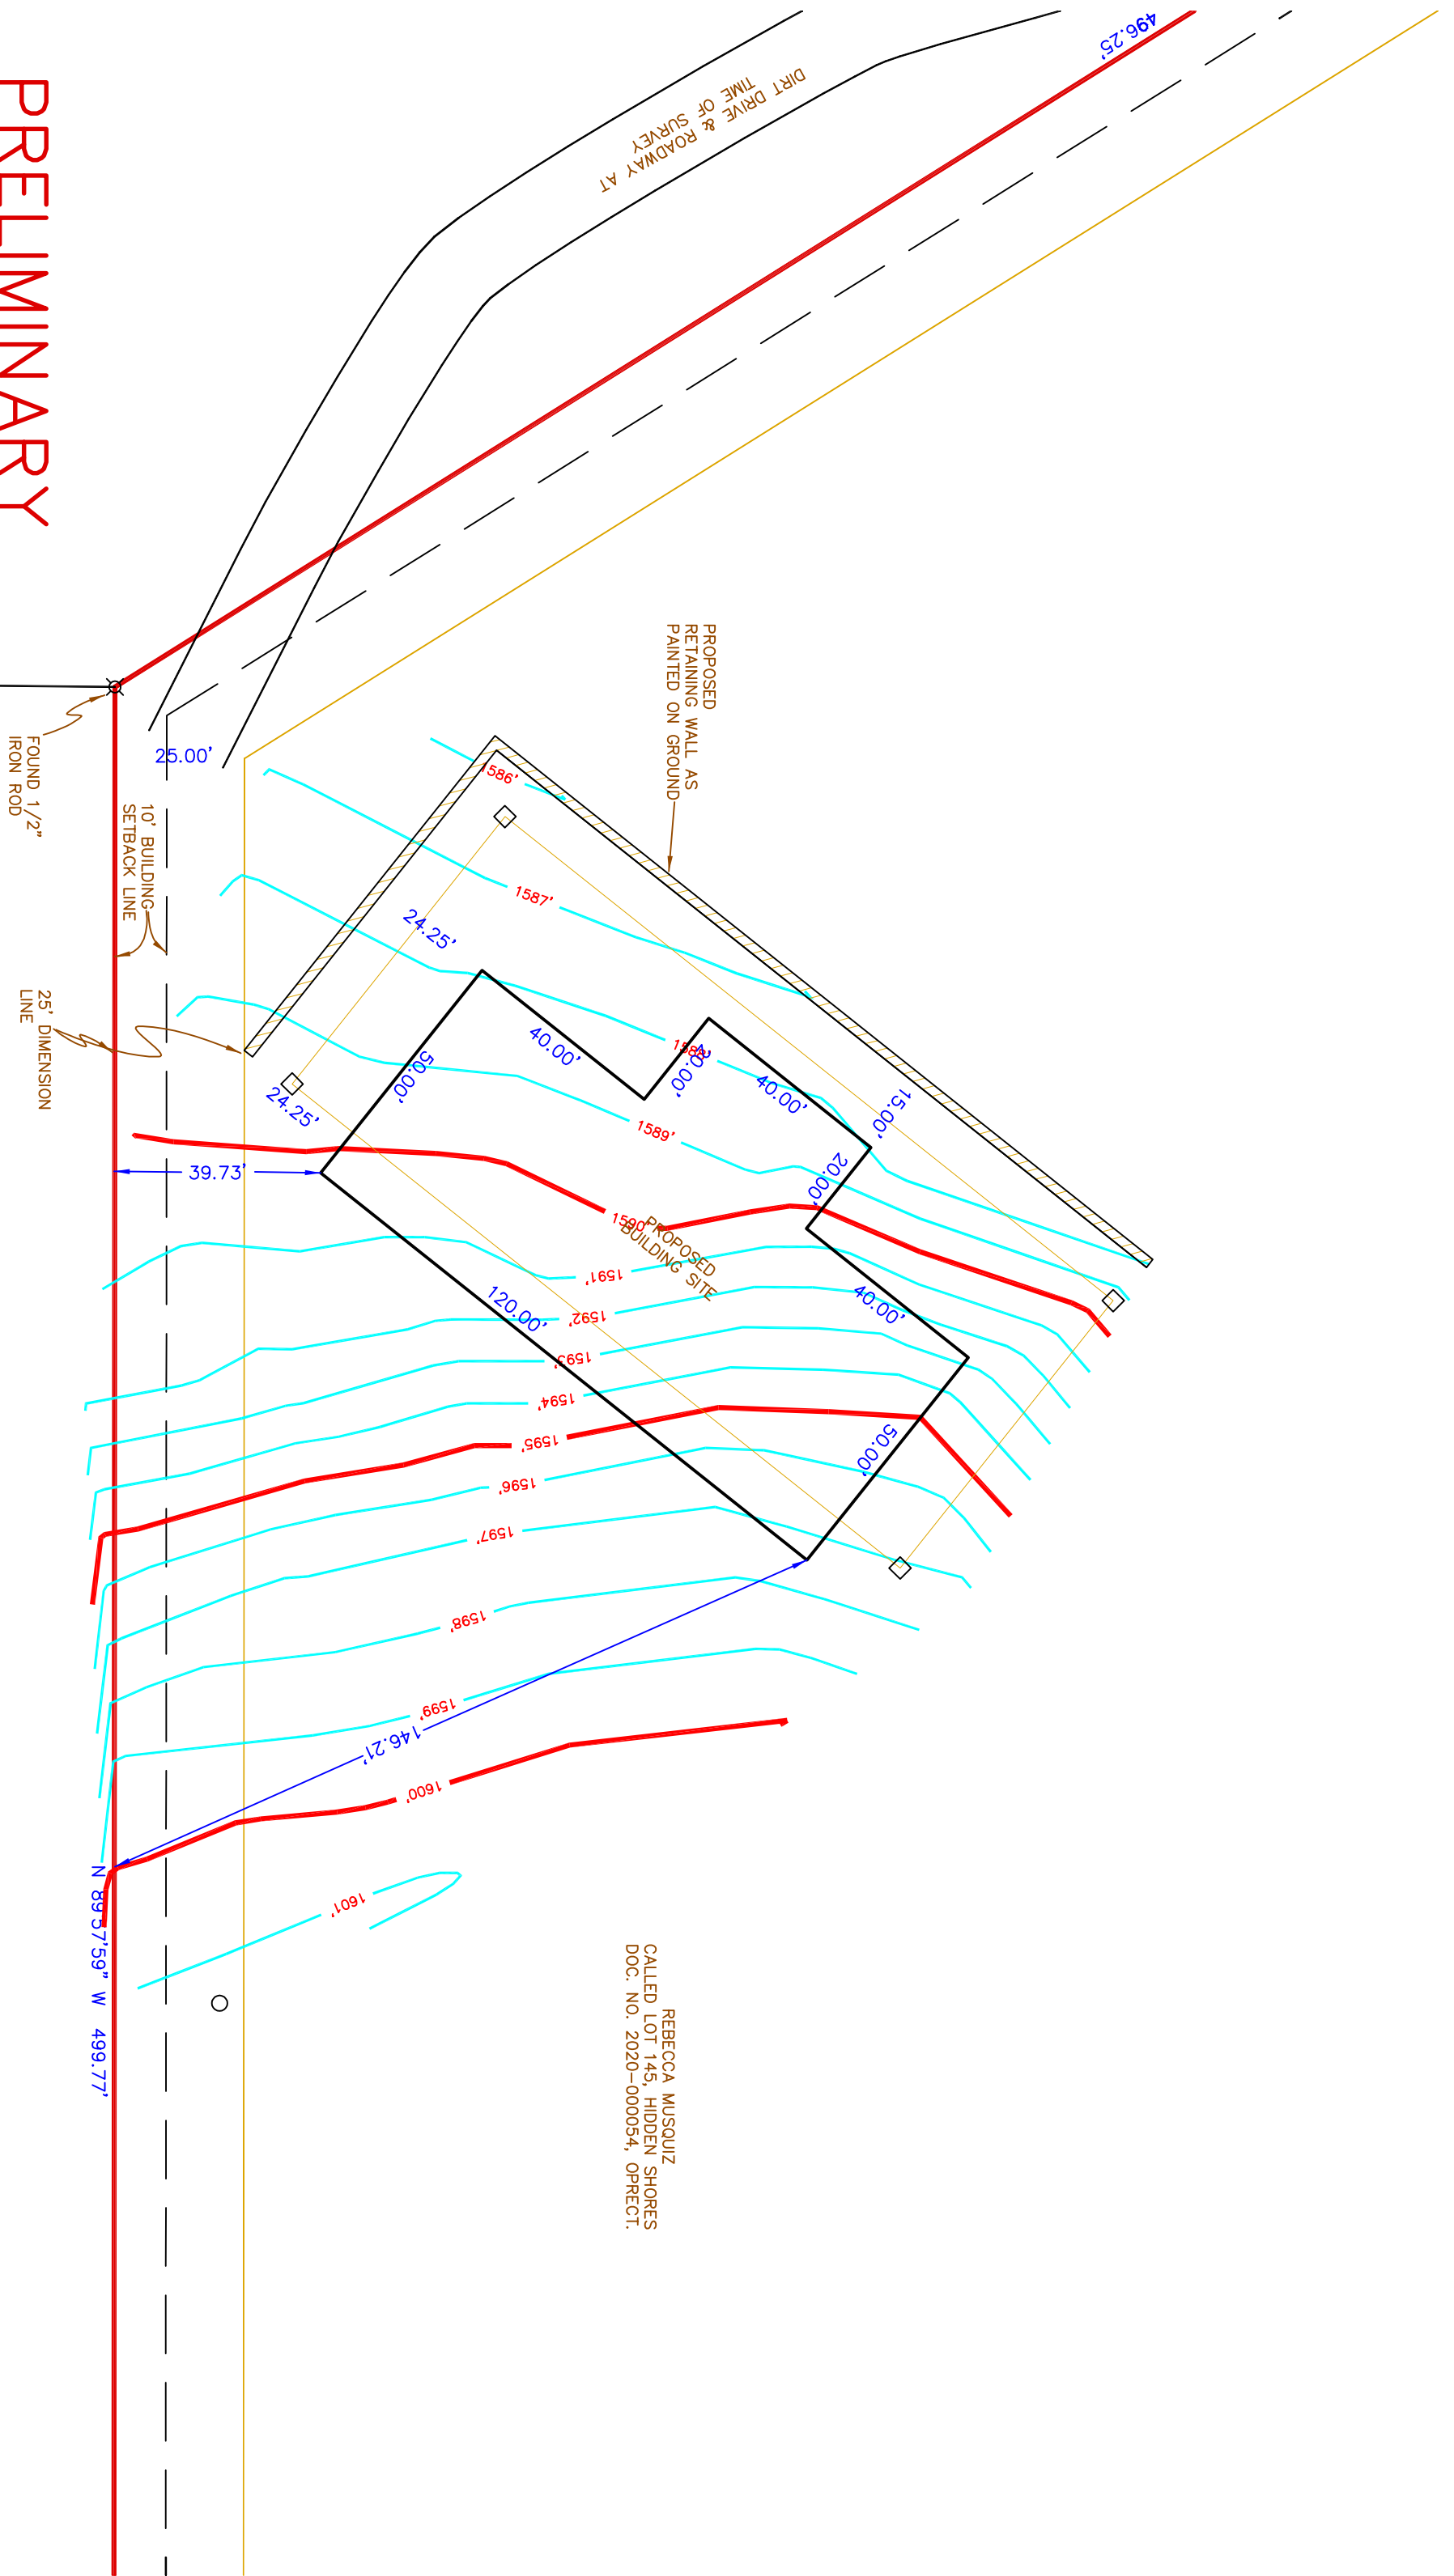 PRELIMINARY
496.25'
DIRT DRIVE & ROADWAY AT
TIME OF SURVEY
PROPOSED
RETAINING WALL AS
PAINTED ON GROUND
FOUND 1/2"
IRON ROD
25.00'
10' BUILDING
SETBACK LINE
25' DIMENSION
LINE
1586'
1587'
24.25'
1588'
40.00'
50.00'
20.00'
40.00'
15.00'
24.25'
1589'
20.00'
39.73'
1590'
PROPOSED
BUILDING SITE
1591'
120.00'
1592'
40.00'
1593'
1594'
1595'
50.00'
1596'
1597'
1598'
1599'
146.21'
1600'
1601'
N 89°57'59" W 499.77'
REBECCA MUSQUIZ
CALLED LOT 145, HIDDEN SHORES
DOC. NO. 2020-000054, OPRECT.